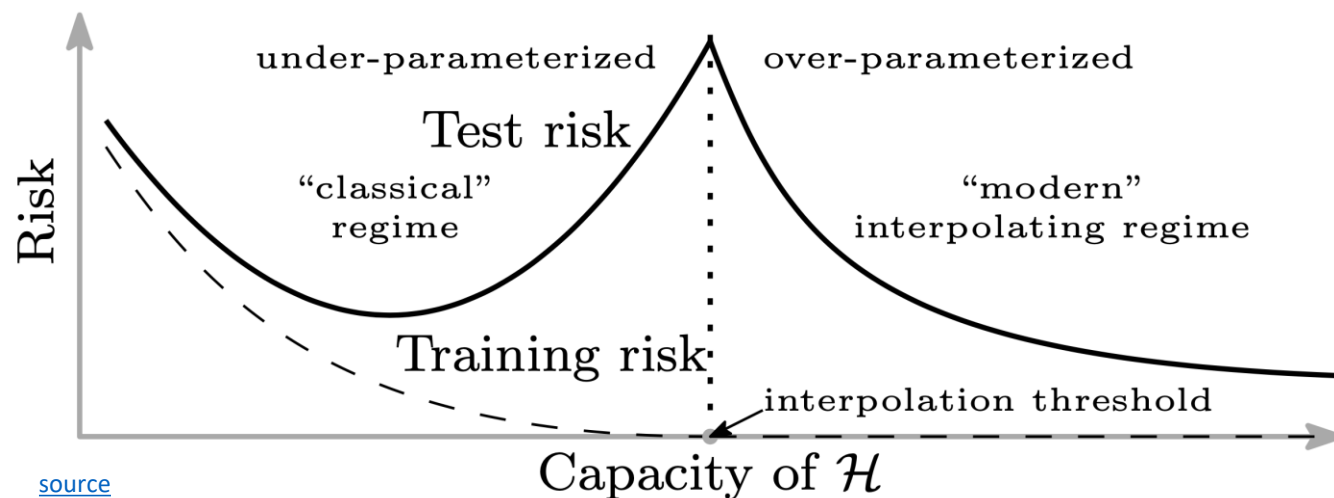 under-parameterized
over-parameterized
Test risk
“classical”
regime
“modern”
interpolating regime
Risk
Training risk
interpolation threshold
Capacity of ℋ
source